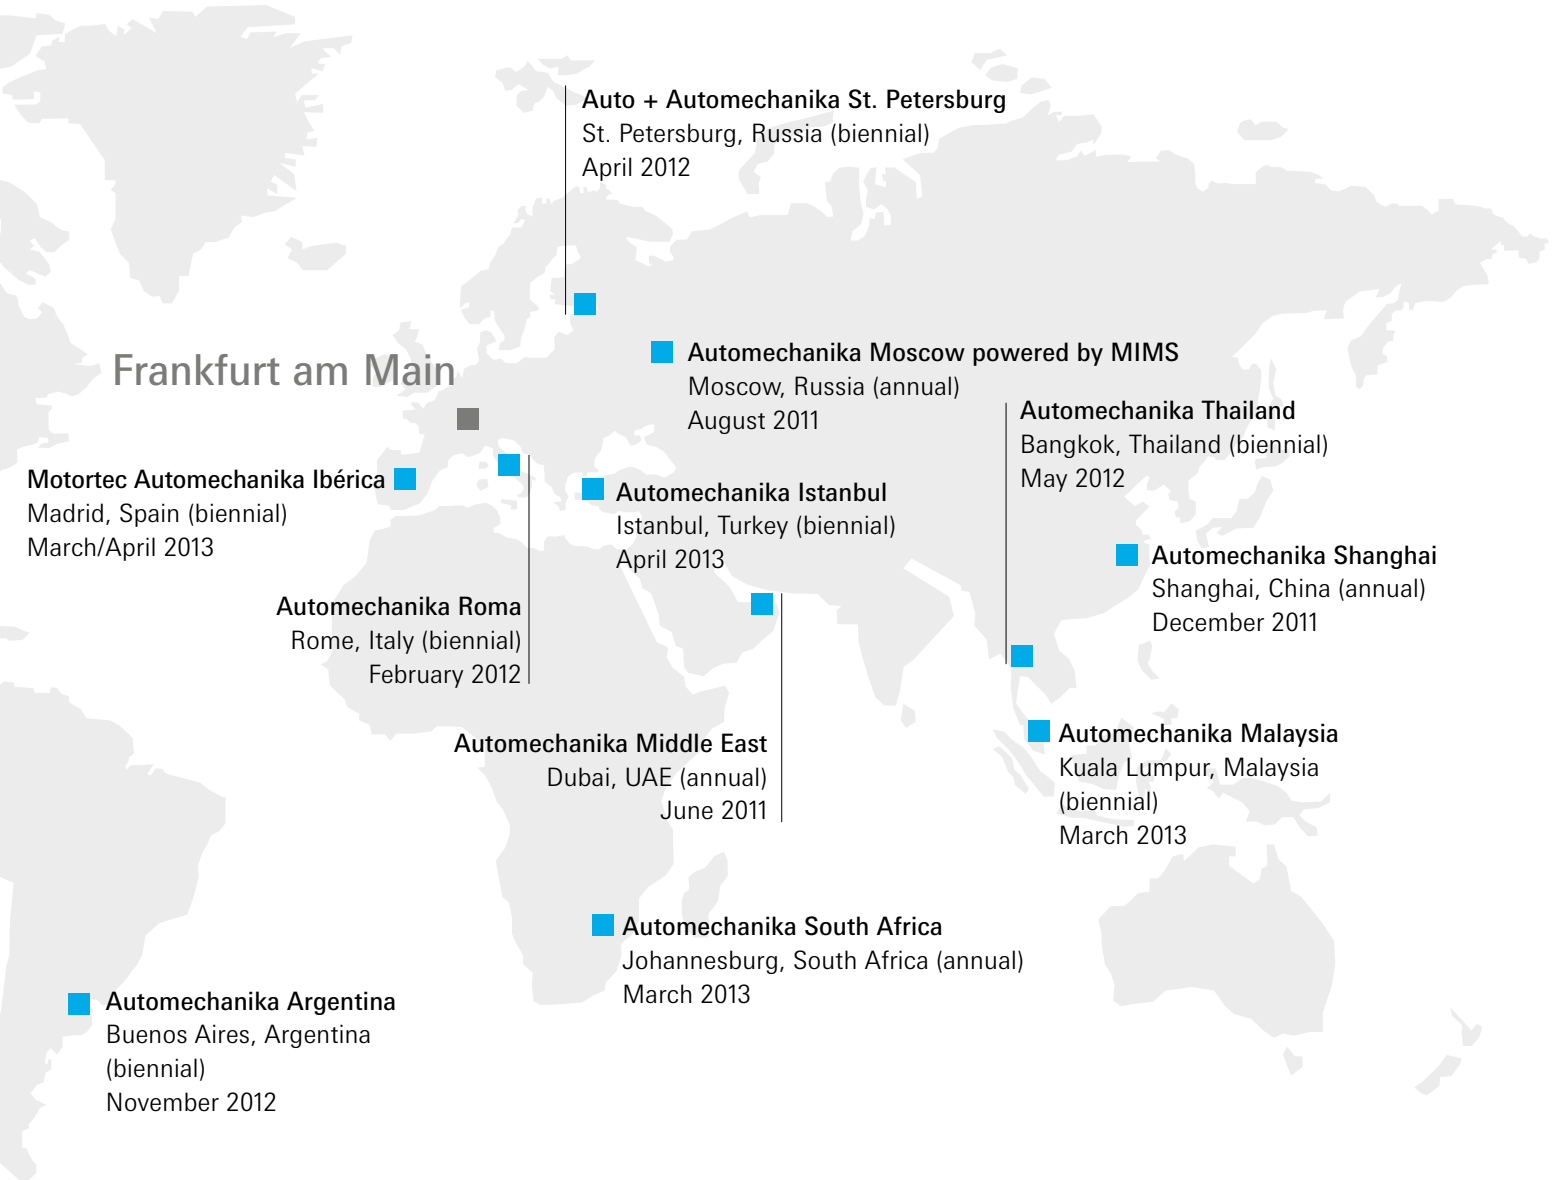 Auto + Automechanika St. Petersburg
St. Petersburg, Russia (biennial)
April 2012
Frankfurt am Main
Automechanika Moscow powered by MIMS
Moscow, Russia (annual)
August 2011
Automechanika Thailand
Bangkok, Thailand (biennial)
May 2012
Motortec Automechanika Ibérica
Madrid, Spain (biennial)
March/April 2013
Automechanika Istanbul
Istanbul, Turkey (biennial)
April 2013
Automechanika Shanghai
Shanghai, China (annual)
December 2011
Automechanika Roma
Rome, Italy (biennial)
February 2012
Automechanika Middle East
Dubai, UAE (annual)
June 2011
Automechanika Malaysia
Kuala Lumpur, Malaysia
(biennial)
March 2013
Automechanika South Africa
Johannesburg, South Africa (annual)
March 2013
Automechanika Argentina
Buenos Aires, Argentina
(biennial)
November 2012